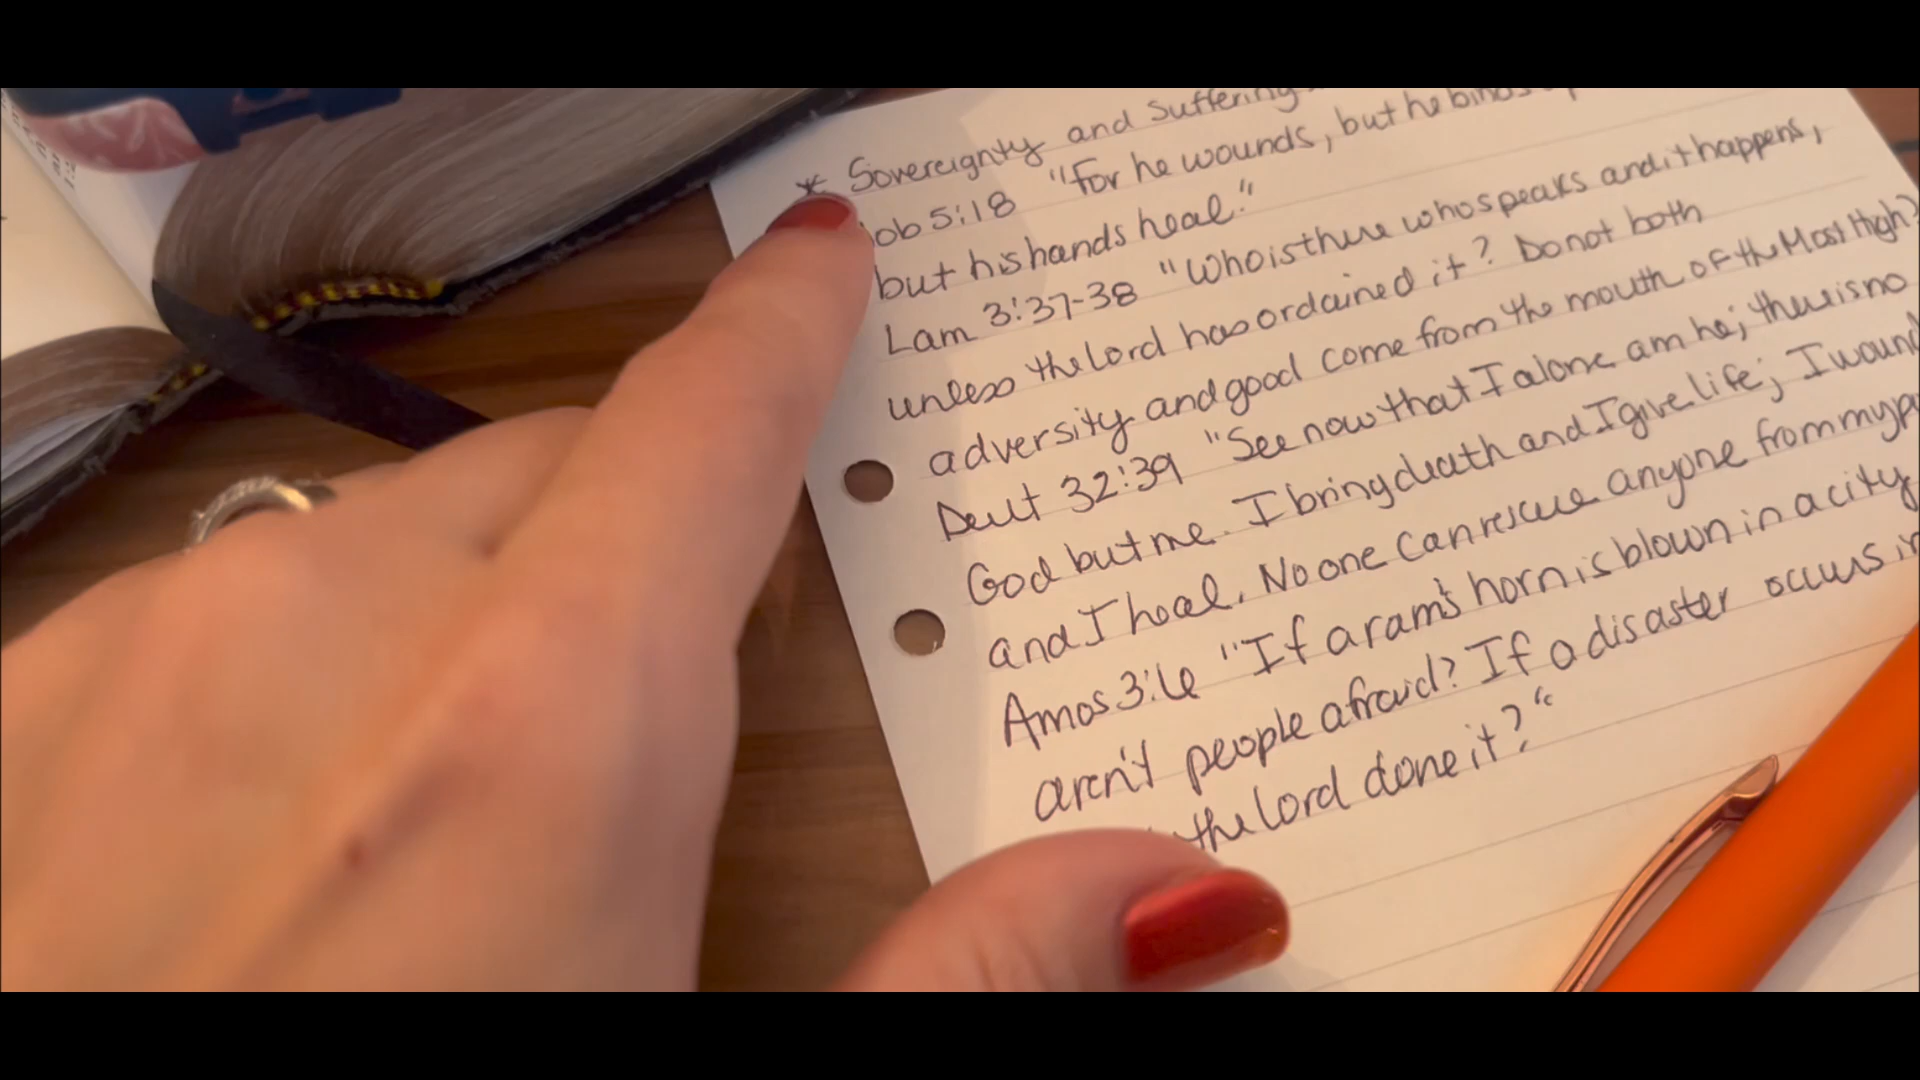 * Sovereignty and Suffering
Job 5:18 "For he wounds, but he binds
but his hands heal."
Lam 3:37-38 "Who is there who speaks and it happens,
unless the lord has ordained it? Do not both
adversity and good come from the mouth of the Most High?
Deut 32:39 "See now that I alone am he; there is no
God but me. I bring death and I give life; I wound
and I heal. No one can rescue anyone from my
Amos 3:6 "If a ram's horn is blown in a city
aren't people afraid? If a disaster occurs in
the lord done it?"